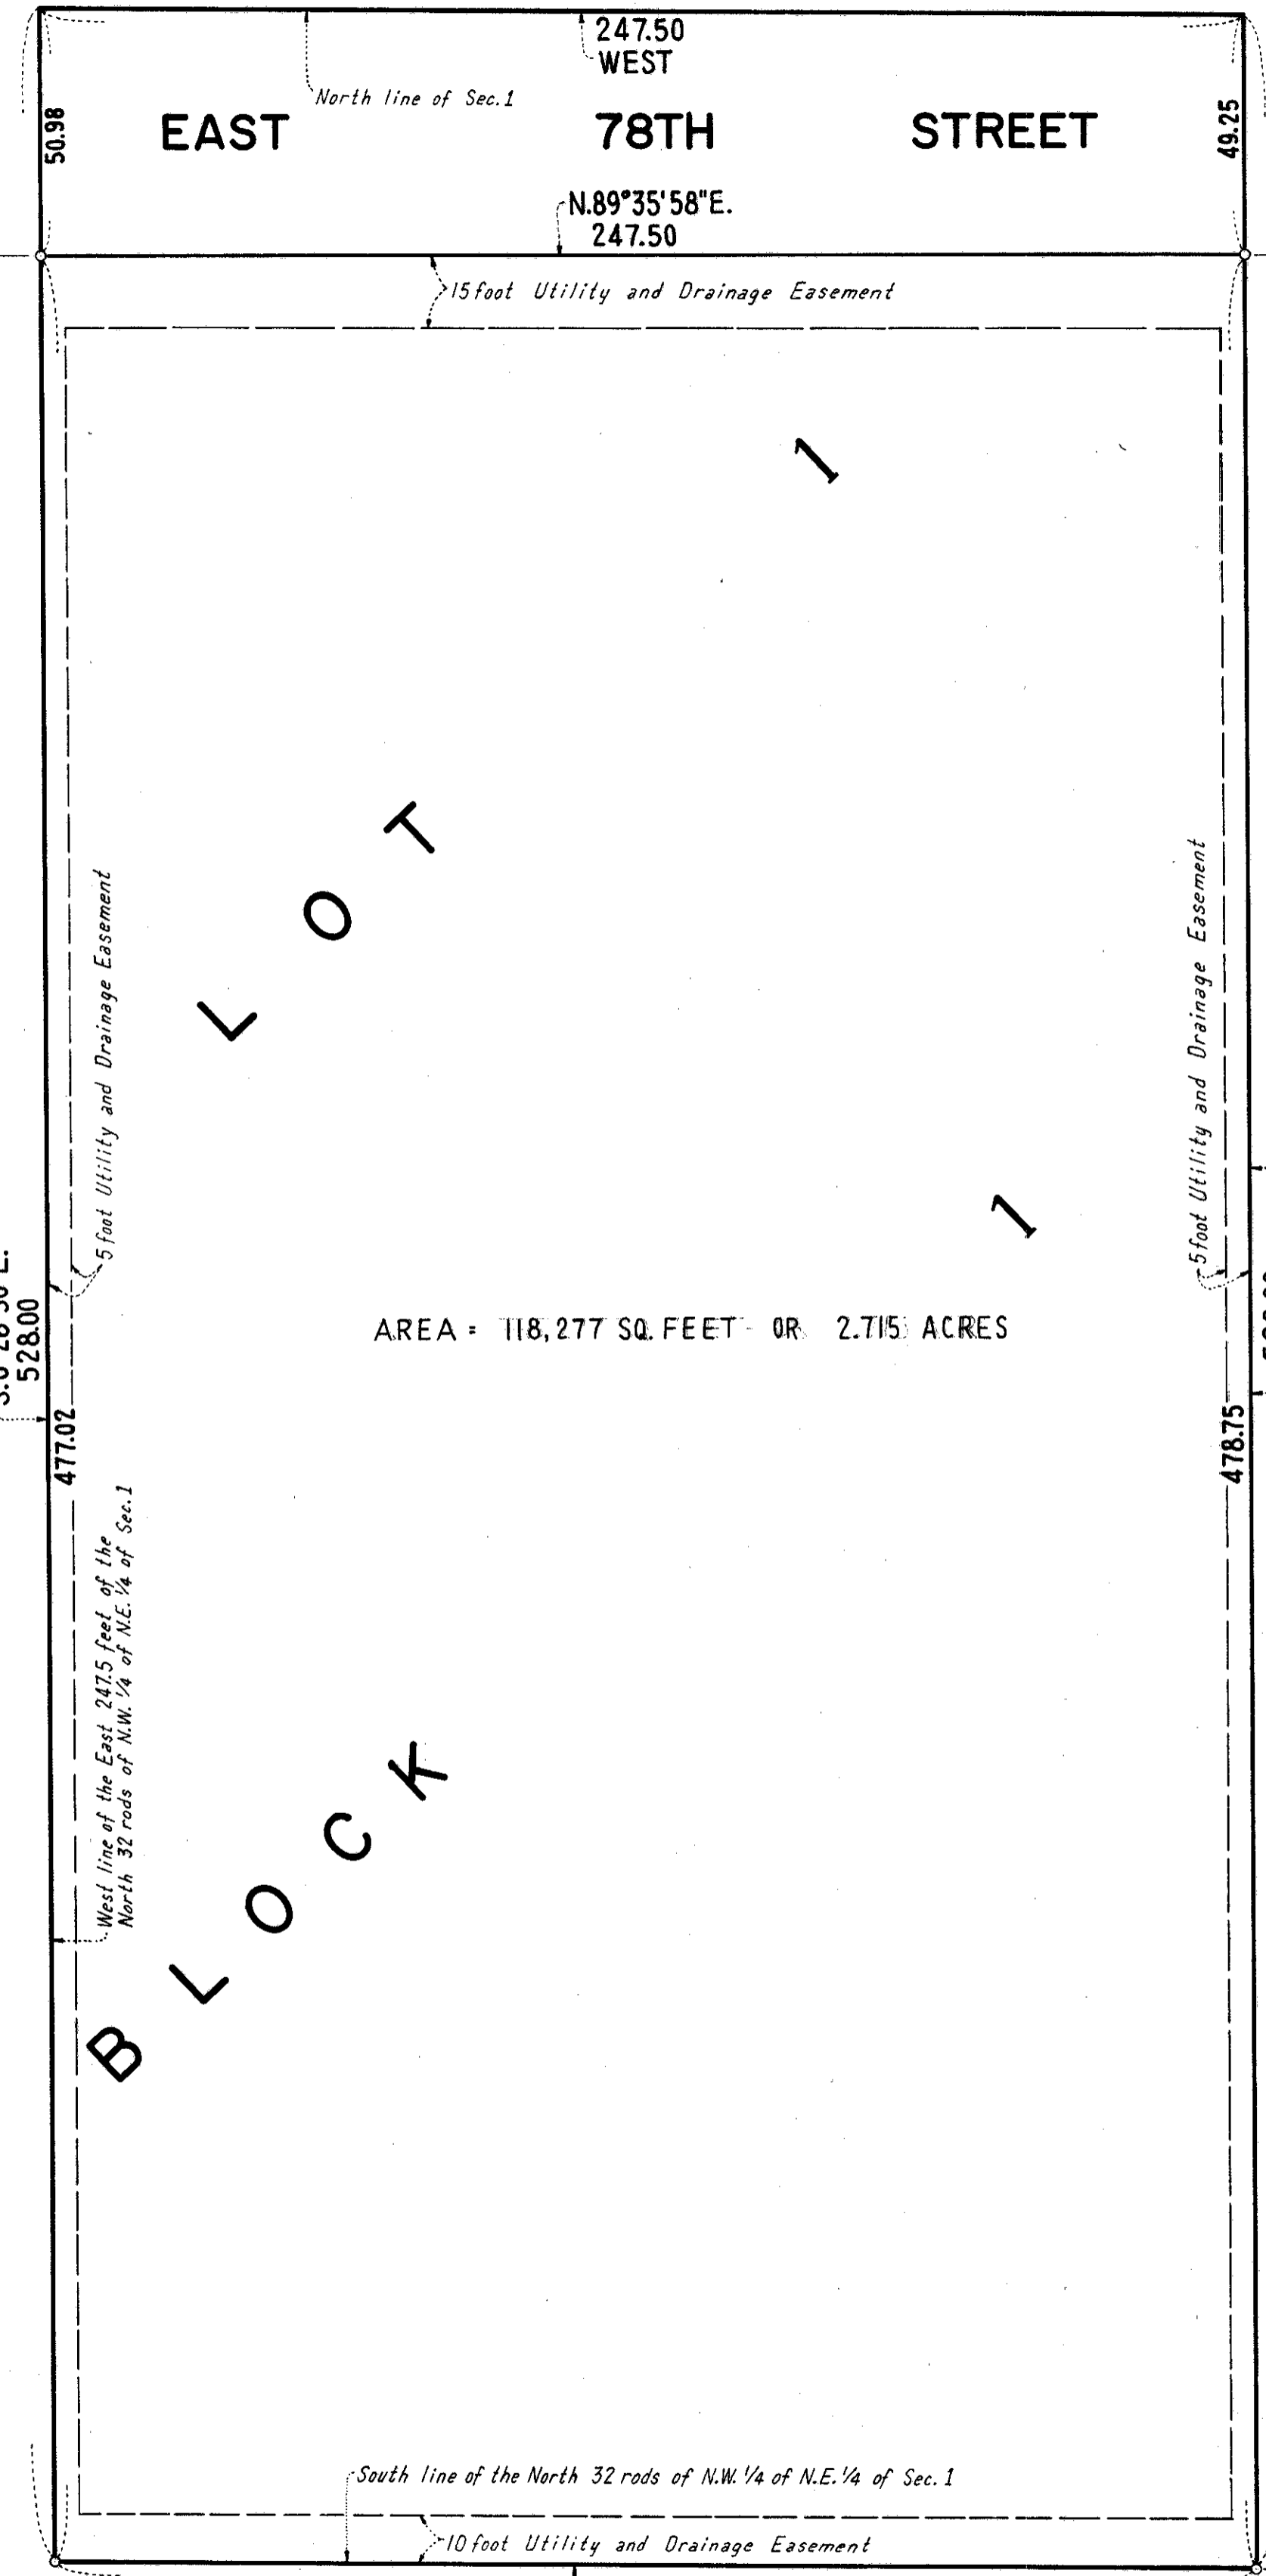 247.50
WEST
North line of Sec.1
50.98
49.25
EAST 78TH STREET
N.89°35'58"E.
247.50
15 foot Utility and Drainage Easement
1
LOT
5 foot Utility and Drainage Easement
5 foot Utility and Drainage Easement
1
528.00
AREA = 118,277 SQ. FEET OR 2.715 ACRES
477.02
478.75
West line of the East 247.5 feet of the
North 32 rods of N.W. 1/4 of N.E. 1/4 of Sec.1
BLOCK
South line of the North 32 rods of N.W. 1/4 of N.E. 1/4 of Sec. 1
10 foot Utility and Drainage Easement